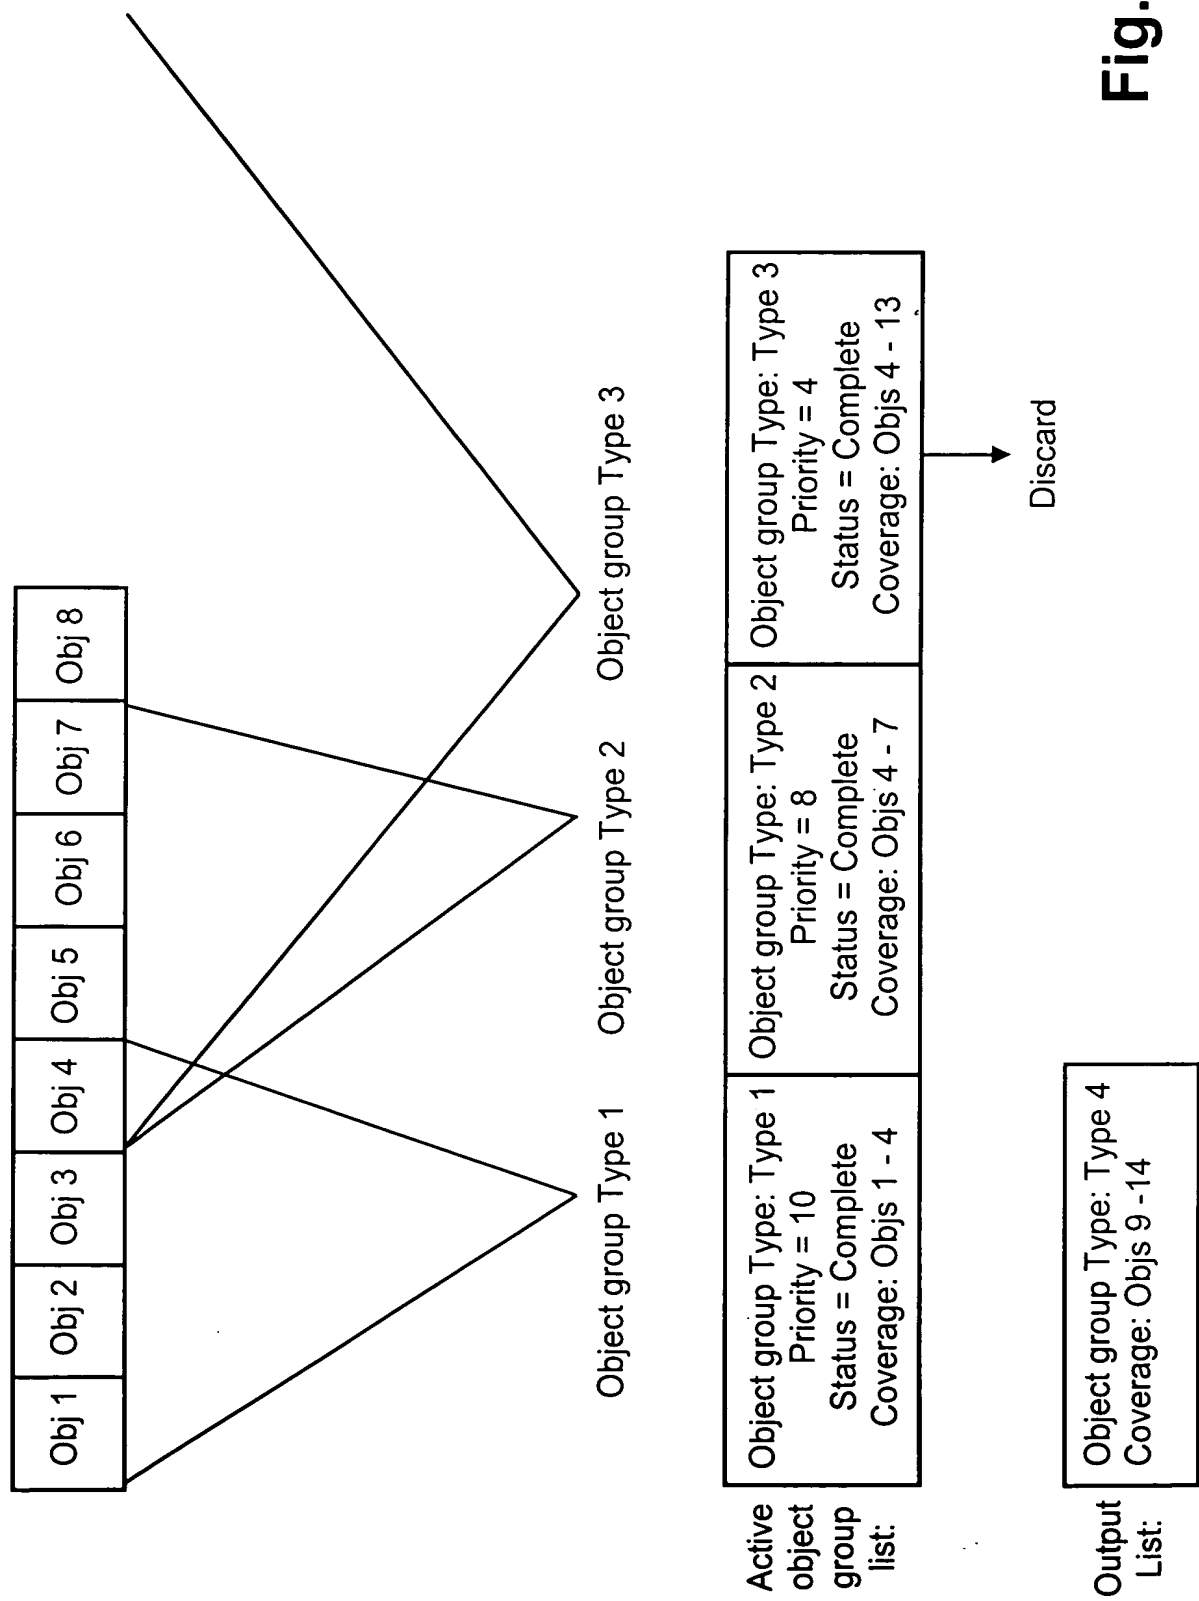 Obj 1
Obj 2
Obj 3
Obj 4
Obj 5
Obj 6
Obj 7
Obj 8
Object group Type 1
Object group Type 2
Object group Type 3
Active
object
group
list:
Object group Type: Type 1
Priority = 10
Status = Complete
Coverage: Objs 1 - 4
Object group Type: Type 2
Priority = 8
Status = Complete
Coverage: Objs 4 - 7
Object group Type: Type 3
Priority = 4
Status = Complete
Coverage: Objs 4 - 13
Discard
Output
List:
Object group Type: Type 4
Coverage: Objs 9 -14
Fig.